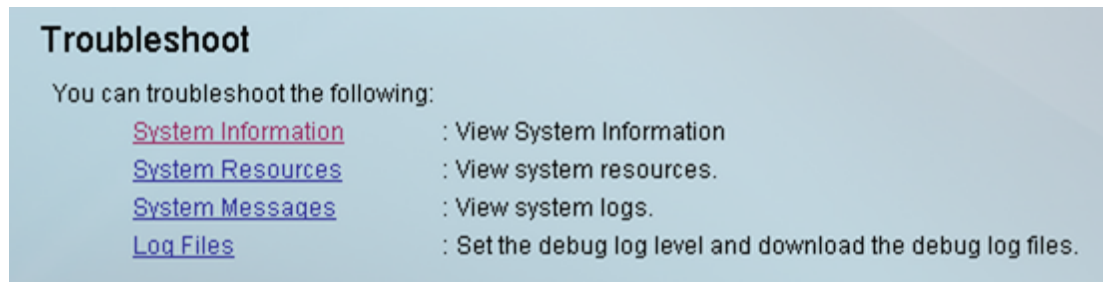 Troubleshoot
You can troubleshoot the following:
System Information : View System Information
System Resources : View system resources.
System Messages : View system logs.
Log Files : Set the debug log level and download the debug log files.